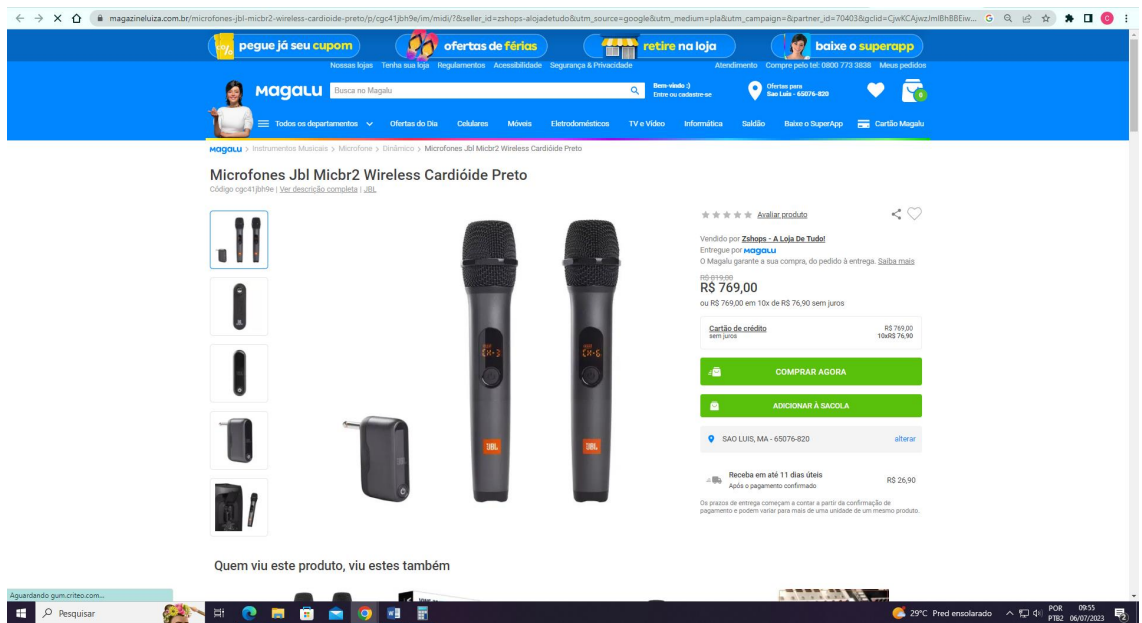 magazineluiza.com.br/microfones-jbl-micbr2-wireless-cardioide-preto/p/cgc41jbh9e/im/midi/?&seller_id=zshops-alojadetudo&utm_source=google&utm_medium=pla&utm_campaign=&partner_id=70403&gclid=CjwKCAjwzJmlBhBBEiw...
% pegue já seu cupom
ofertas de férias
retire na loja
baixe o superapp
Nossas lojas Tenha sua loja Regulamentos Acessibilidade Segurança & Privacidade Atendimento Compre pelo tel: 0800 773 3838 Meus pedidos
Magalu
Busca no Magalu
Bem-vindo :)
Entre ou cadastre-se
Ofertas para
Sao Luis - 65076-820
0
Todos os departamentos Ofertas do Dia Celulares Móveis Eletrodomésticos TV e Vídeo Informática Saldão Baixe o SuperApp Cartão Magalu
Magalu > Instrumentos Musicais > Microfone > Dinâmico > Microfones Jbl Micbr2 Wireless Cardióide Preto
Microfones Jbl Micbr2 Wireless Cardióide Preto
Código cgc41jbh9e | Ver descrição completa | JBL
Avaliar produto
Vendido por Zshops - A Loja De Tudo!
Entregue por Magalu
O Magalu garante a sua compra, do pedido à entrega. Saiba mais
R$ 819,00
R$ 769,00
ou R$ 769,00 em 10x de R$ 76,90 sem juros
Cartão de crédito R$ 769,00
sem juros 10xR$ 76,90
COMPRAR AGORA
ADICIONAR À SACOLA
SAO LUIS, MA - 65076-820 alterar
Receba em até 11 dias úteis
Após o pagamento confirmado
R$ 26,90
Os prazos de entrega começam a contar a partir da confirmação de
pagamento e podem variar para mais de uma unidade de um mesmo produto.
JBL
JBL
Quem viu este produto, viu estes também
Aguardando gum.criteo.com...
Pesquisar
29°C Pred ensolarado
POR 09:55
PTB2 06/07/2023